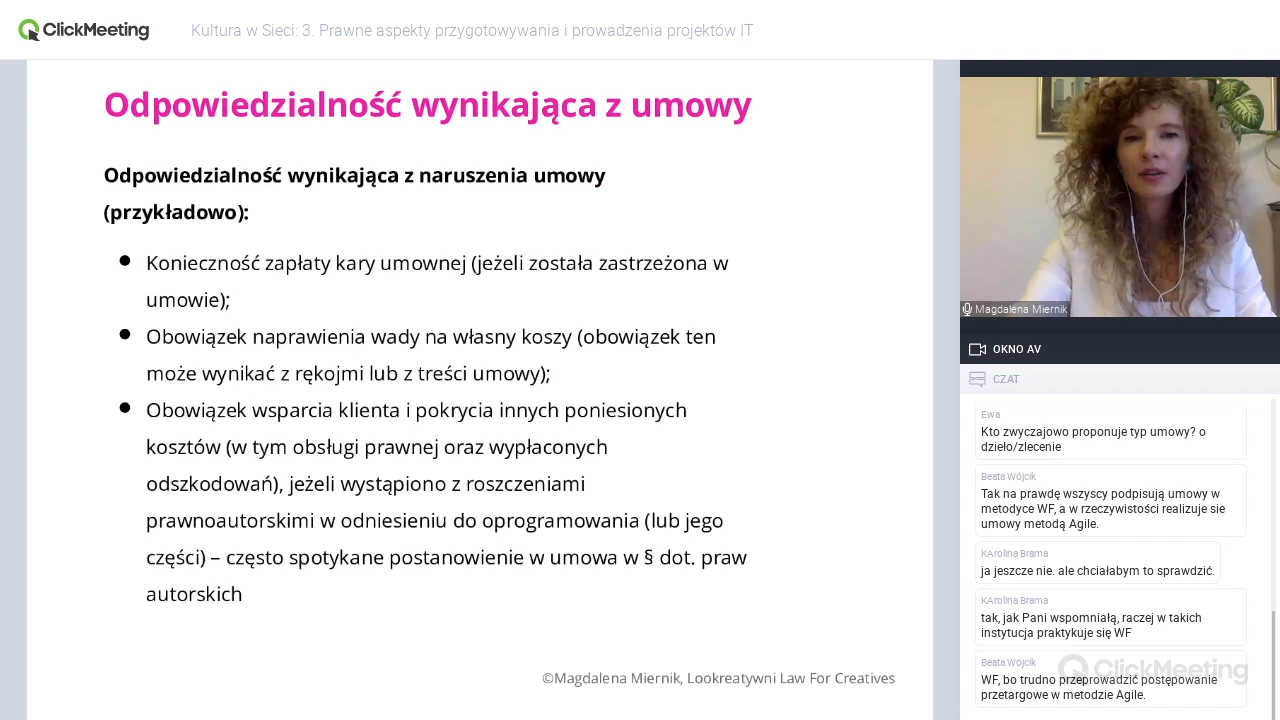 ClickMeeting
Kultura w Sieci: 3. Prawne aspekty przygotowywania i prowadzenia projektów IT
Odpowiedzialność wynikająca z umowy
Odpowiedzialność wynikająca z naruszenia umowy
(przykładowo):
Konieczność zapłaty kary umownej (jeżeli została zastrzeżona w
umowie);
Obowiązek naprawienia wady na własny koszy (obowiązek ten
może wynikać z rękojmi lub z treści umowy);
Obowiązek wsparcia klienta i pokrycia innych poniesionych
kosztów (w tym obsługi prawnej oraz wypłaconych
odszkodowań), jeżeli wystąpiono z roszczeniami
prawnoautorskimi w odniesieniu do oprogramowania (lub jego
części) – często spotykane postanowienie w umowa w § dot. praw
autorskich
©Magdalena Miernik, Lookreatywni Law For Creatives
Magdalena Miernik
OKNO AV
CZAT
Ewa
Kto zwyczajowo proponuje typ umowy? o
dzieło/zlecenie
Beata Wójcik
Tak na prawdę wszyscy podpisują umowy w
metodyce WF, a w rzeczywistości realizuje sie
umowy metodą Agile.
KArolina Brama
ja jeszcze nie. ale chciałabym to sprawdzić.
KArolina Brama
tak, jak Pani wspomniałą, raczej w takich
instytucja praktykuje się WF
Beata Wójcik
WF, bo trudno przeprowadzić postępowanie
przetargowe w metodzie Agile.
ClickMeeting